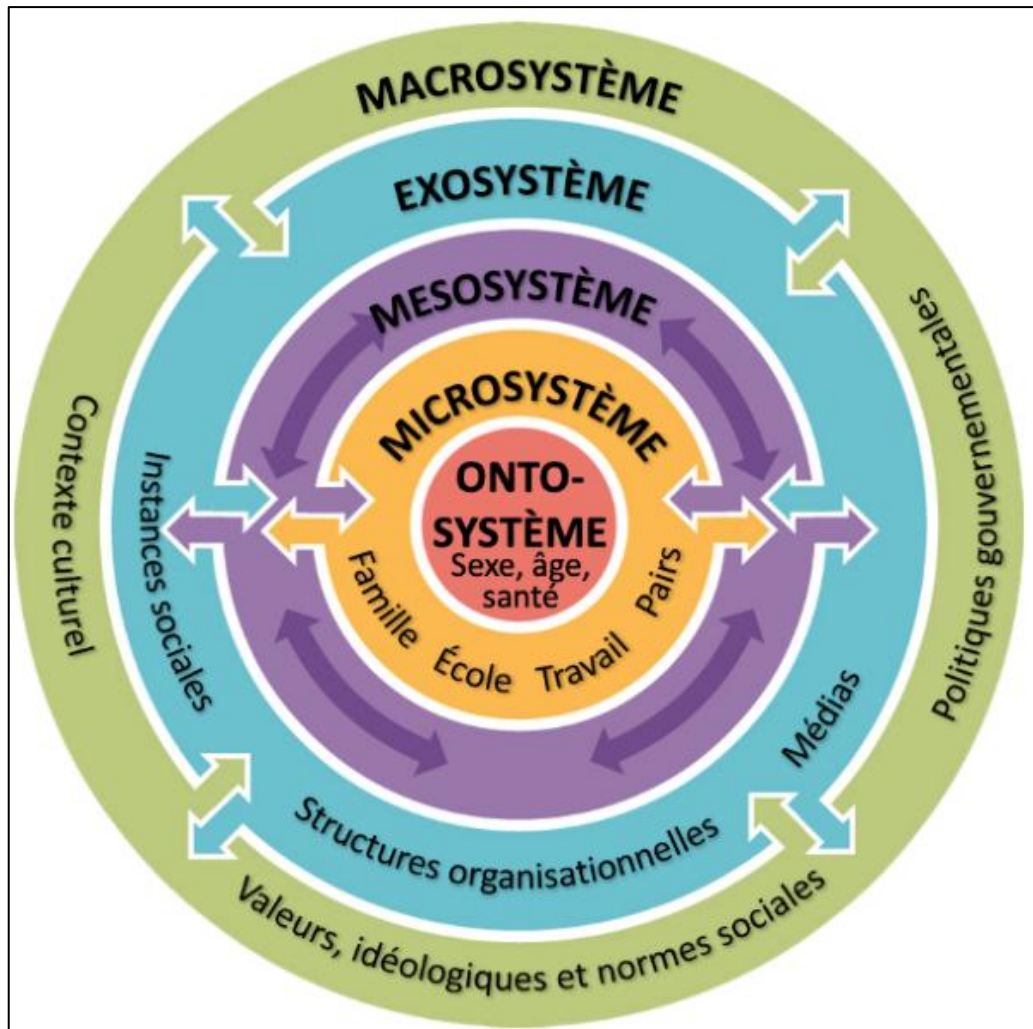 MACROSYSTÈME
EXOSYSTÈME
MESOSYSTÈME
MICROSYSTÈME
ONTO-
SYSTÈME
Sexe, âge,
santé
Famille École Travail Pairs
Instances sociales
Structures organisationnelles
Médias
Contexte culturel
Valeurs, idéologiques et normes sociales
Politiques gouvernementales